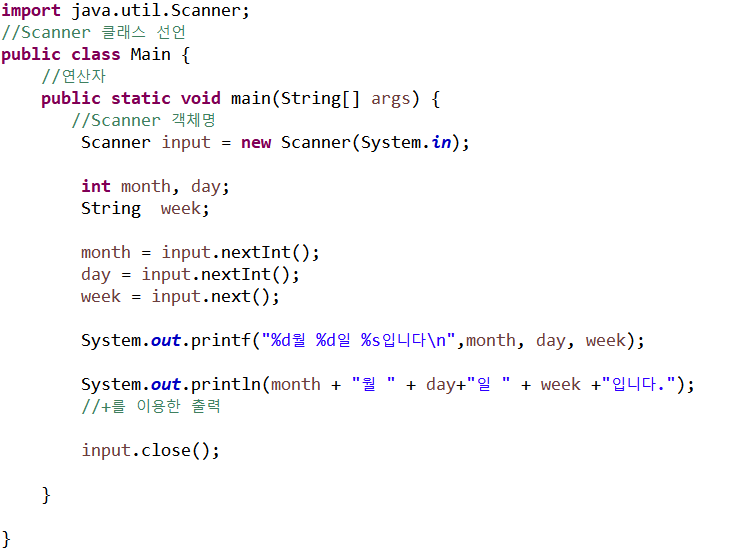 import java.util.Scanner;
//Scanner 클래스 선언
public class Main {
    //연산자
    public static void main(String[] args) {
       //Scanner 객체명
        Scanner input = new Scanner(System.in);
        int month, day;
        String  week;
        month = input.nextInt();
        day = input.nextInt();
        week = input.next();
        System.out.printf("%d월 %d일 %s입니다\n",month, day, week);
        System.out.println(month + "월 " + day+"일 " + week +"입니다.");
        //+를 이용한 출력
        input.close();
    }
}